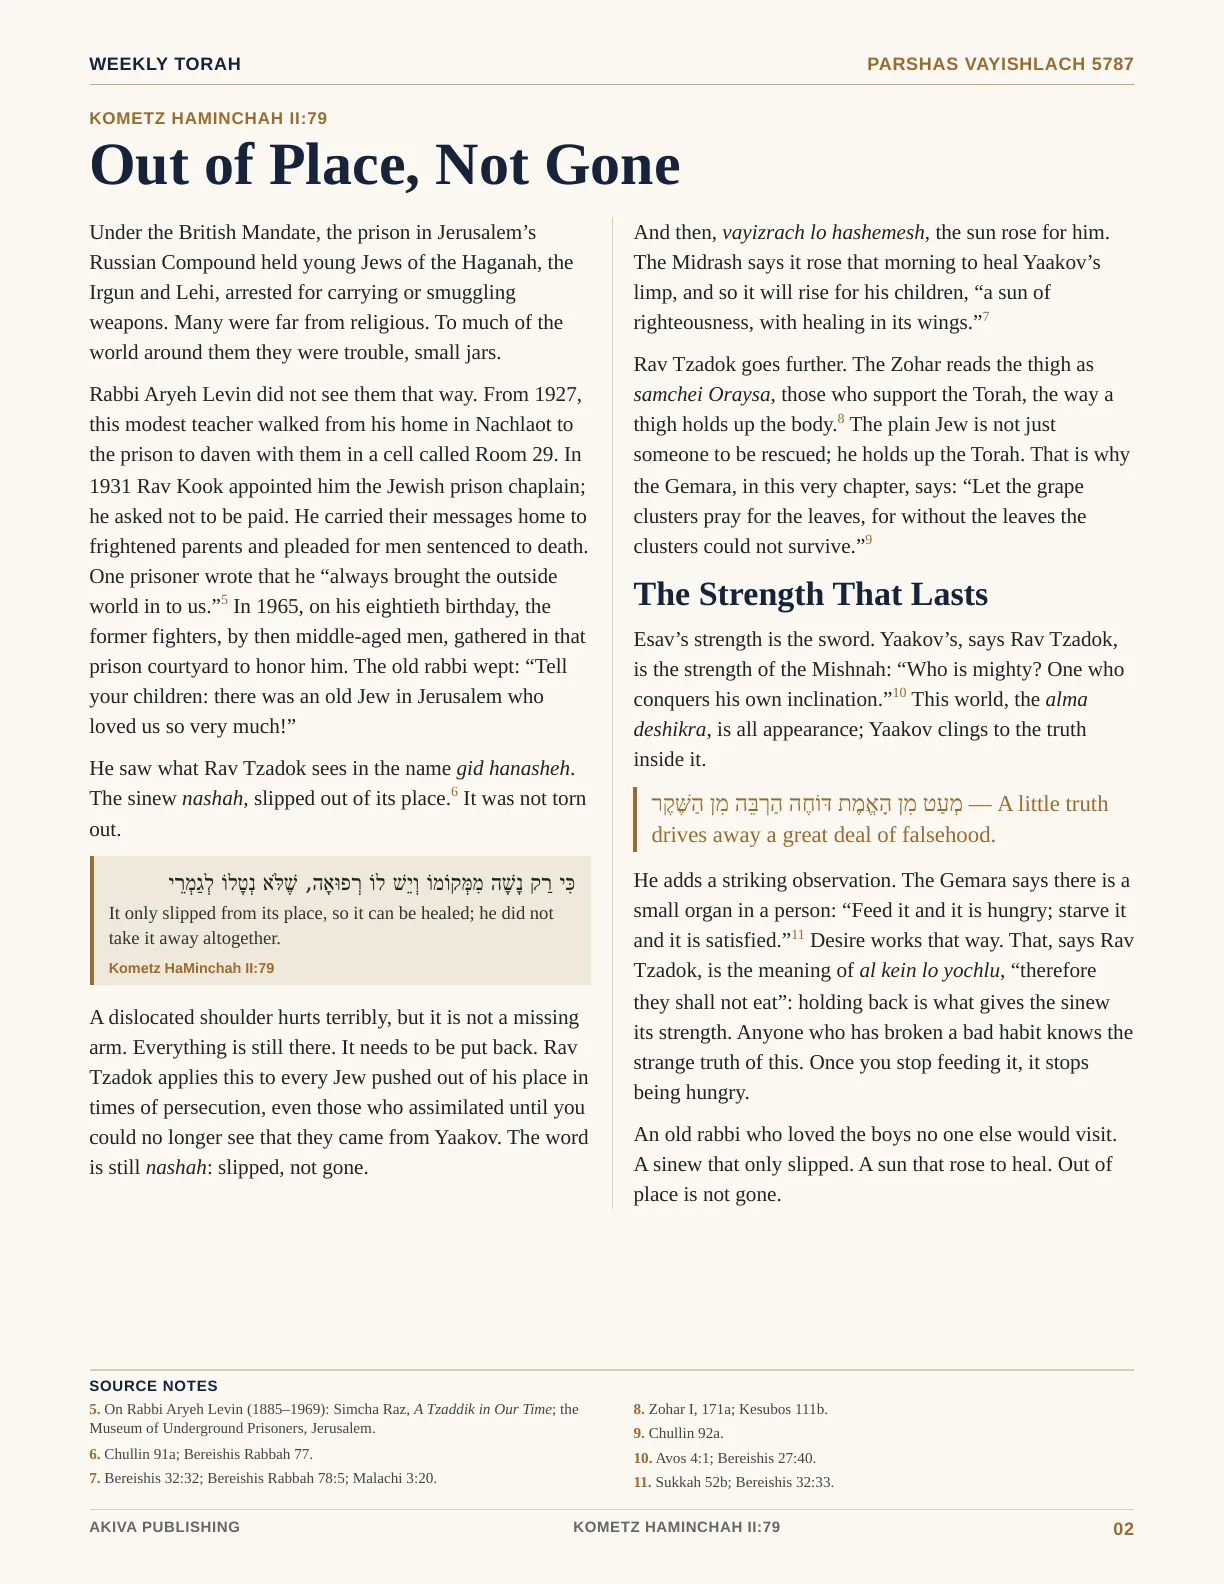 WEEKLY TORAH
PARSHAS VAYISHLACH 5787
KOMETZ HAMINCHAH II:79
Out of Place, Not Gone
Under the British Mandate, the prison in Jerusalem’s
Russian Compound held young Jews of the Haganah, the
Irgun and Lehi, arrested for carrying or smuggling
weapons. Many were far from religious. To much of the
world around them they were trouble, small jars.
Rabbi Aryeh Levin did not see them that way. From 1927,
this modest teacher walked from his home in Nachlaot to
the prison to daven with them in a cell called Room 29. In
1931 Rav Kook appointed him the Jewish prison chaplain;
he asked not to be paid. He carried their messages home to
frightened parents and pleaded for men sentenced to death.
One prisoner wrote that he “always brought the outside
world in to us.”5 In 1965, on his eightieth birthday, the
former fighters, by then middle-aged men, gathered in that
prison courtyard to honor him. The old rabbi wept: “Tell
your children: there was an old Jew in Jerusalem who
loved us so very much!”
He saw what Rav Tzadok sees in the name gid hanasheh.
The sinew nashah, slipped out of its place.6 It was not torn
out.
כִּי רַק נָשָׁה מִמְּקוֹמוֹ וְיֵשׁ לוֹ רְפוּאָה, שֶׁלֹּא נְטָלוֹ לְגַמְרֵי
It only slipped from its place, so it can be healed; he did not
take it away altogether.
Kometz HaMinchah II:79
A dislocated shoulder hurts terribly, but it is not a missing
arm. Everything is still there. It needs to be put back. Rav
Tzadok applies this to every Jew pushed out of his place in
times of persecution, even those who assimilated until you
could no longer see that they came from Yaakov. The word
is still nashah: slipped, not gone.
And then, vayizrach lo hashemesh, the sun rose for him.
The Midrash says it rose that morning to heal Yaakov’s
limp, and so it will rise for his children, “a sun of
righteousness, with healing in its wings.”7
Rav Tzadok goes further. The Zohar reads the thigh as
samchei Oraysa, those who support the Torah, the way a
thigh holds up the body.8 The plain Jew is not just
someone to be rescued; he holds up the Torah. That is why
the Gemara, in this very chapter, says: “Let the grape
clusters pray for the leaves, for without the leaves the
clusters could not survive.”9
The Strength That Lasts
Esav’s strength is the sword. Yaakov’s, says Rav Tzadok,
is the strength of the Mishnah: “Who is mighty? One who
conquers his own inclination.”10 This world, the alma
deshikra, is all appearance; Yaakov clings to the truth
inside it.
מְעַט מִן הָאֱמֶת דּוֹחֶה הַרְבֵּה מִן הַשֶּׁקֶר — A little truth
drives away a great deal of falsehood.
He adds a striking observation. The Gemara says there is a
small organ in a person: “Feed it and it is hungry; starve it
and it is satisfied.”11 Desire works that way. That, says Rav
Tzadok, is the meaning of al kein lo yochlu, “therefore
they shall not eat”: holding back is what gives the sinew
its strength. Anyone who has broken a bad habit knows the
strange truth of this. Once you stop feeding it, it stops
being hungry.
An old rabbi who loved the boys no one else would visit.
A sinew that only slipped. A sun that rose to heal. Out of
place is not gone.
SOURCE NOTES
5. On Rabbi Aryeh Levin (1885–1969): Simcha Raz, A Tzaddik in Our Time; the
Museum of Underground Prisoners, Jerusalem.
6. Chullin 91a; Bereishis Rabbah 77.
7. Bereishis 32:32; Bereishis Rabbah 78:5; Malachi 3:20.
8. Zohar I, 171a; Kesubos 111b.
9. Chullin 92a.
10. Avos 4:1; Bereishis 27:40.
11. Sukkah 52b; Bereishis 32:33.
AKIVA PUBLISHING
KOMETZ HAMINCHAH II:79
02